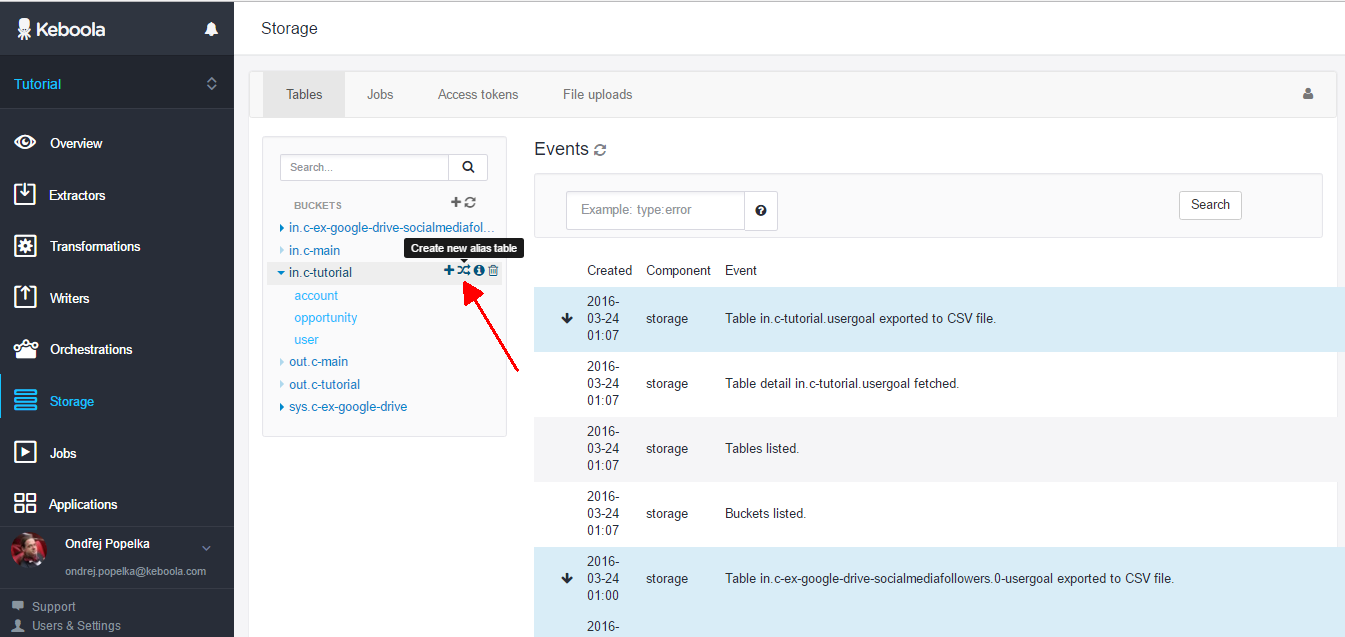 Keboola
Storage
Tutorial
Overview
Extractors
Transformations
Writers
Orchestrations
Storage
Jobs
Applications
Ondřej Popelka
ondrej.popelka@keboola.com
Support
Users & Settings
Tables Jobs Access tokens File uploads
Search...
BUCKETS
in.c-ex-google-drive-socialmediafol...
in.c-main
Create new alias table
in.c-tutorial
account
opportunity
user
out.c-main
out.c-tutorial
sys.c-ex-google-drive
Events
Example: type:error
Search
Created Component Event
2016-
03-24 storage Table in.c-tutorial.usergoal exported to CSV file.
01:07
2016-
03-24 storage Table detail in.c-tutorial.usergoal fetched.
01:07
2016-
03-24 storage Tables listed.
01:07
2016-
03-24 storage Buckets listed.
01:07
2016-
03-24 storage Table in.c-ex-google-drive-socialmediafollowers.0-usergoal exported to CSV file.
01:00
2016-